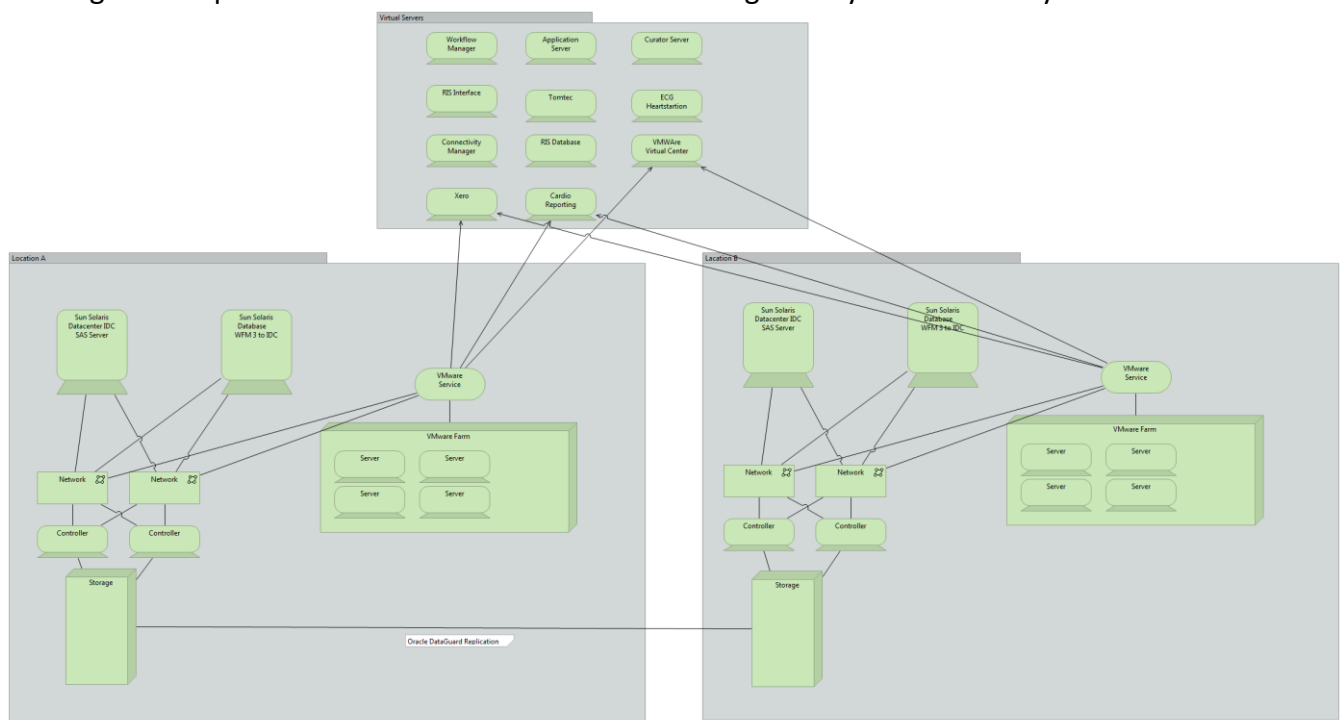 Virtual Servers
Workflow
Manager
Application
Server
Curator Server
RIS Interface
Tomtec
ECG
Heartstartion
Connectivity
Manager
RIS Database
VMWAre
Virtual Center
Xero
Cardio
Reporting
Location A
Sun Solaris
Datacenter IDC
SAS Server
Sun Solaris
Database
WFM 3 to IDC
VMware
Service
VMware Farm
Server
Server
Server
Server
Network
Network
Controller
Controller
Storage
Oracle DataGuard Replication
Lacation B
Sun Solaris
Datacenter IDC
SAS Server
Sun Solaris
Database
WFM 3 to IDC
VMware
Service
VMware Farm
Server
Server
Server
Server
Network
Network
Controller
Controller
Storage